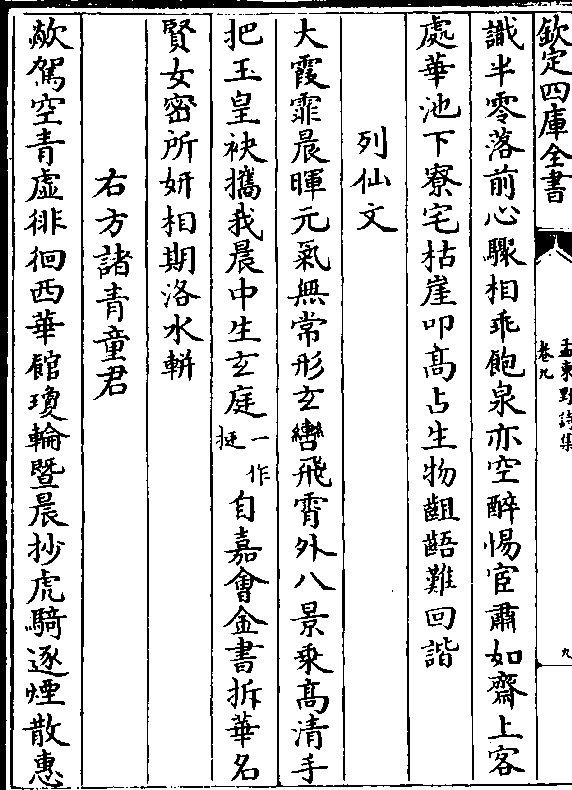 欽定四庫全書
孟東野詩集
卷九
九
識半零落前心驟相乖飽泉亦空醉惕宦肅如齋上客
處華池下寮宅枯崖叩高占生物齟齬難回諧
列仙文
大霞霏晨暉元氣無常形玄轡飛霄外八景乘高清手
把玉皇袂攜我晨中生玄庭一作挺自嘉會金書拆華名
賢女密所妍相期洛水軿
右方諸青童君
欻駕空青虛徘徊西華館瓊輪暨晨抄虎騎逐煙散惠